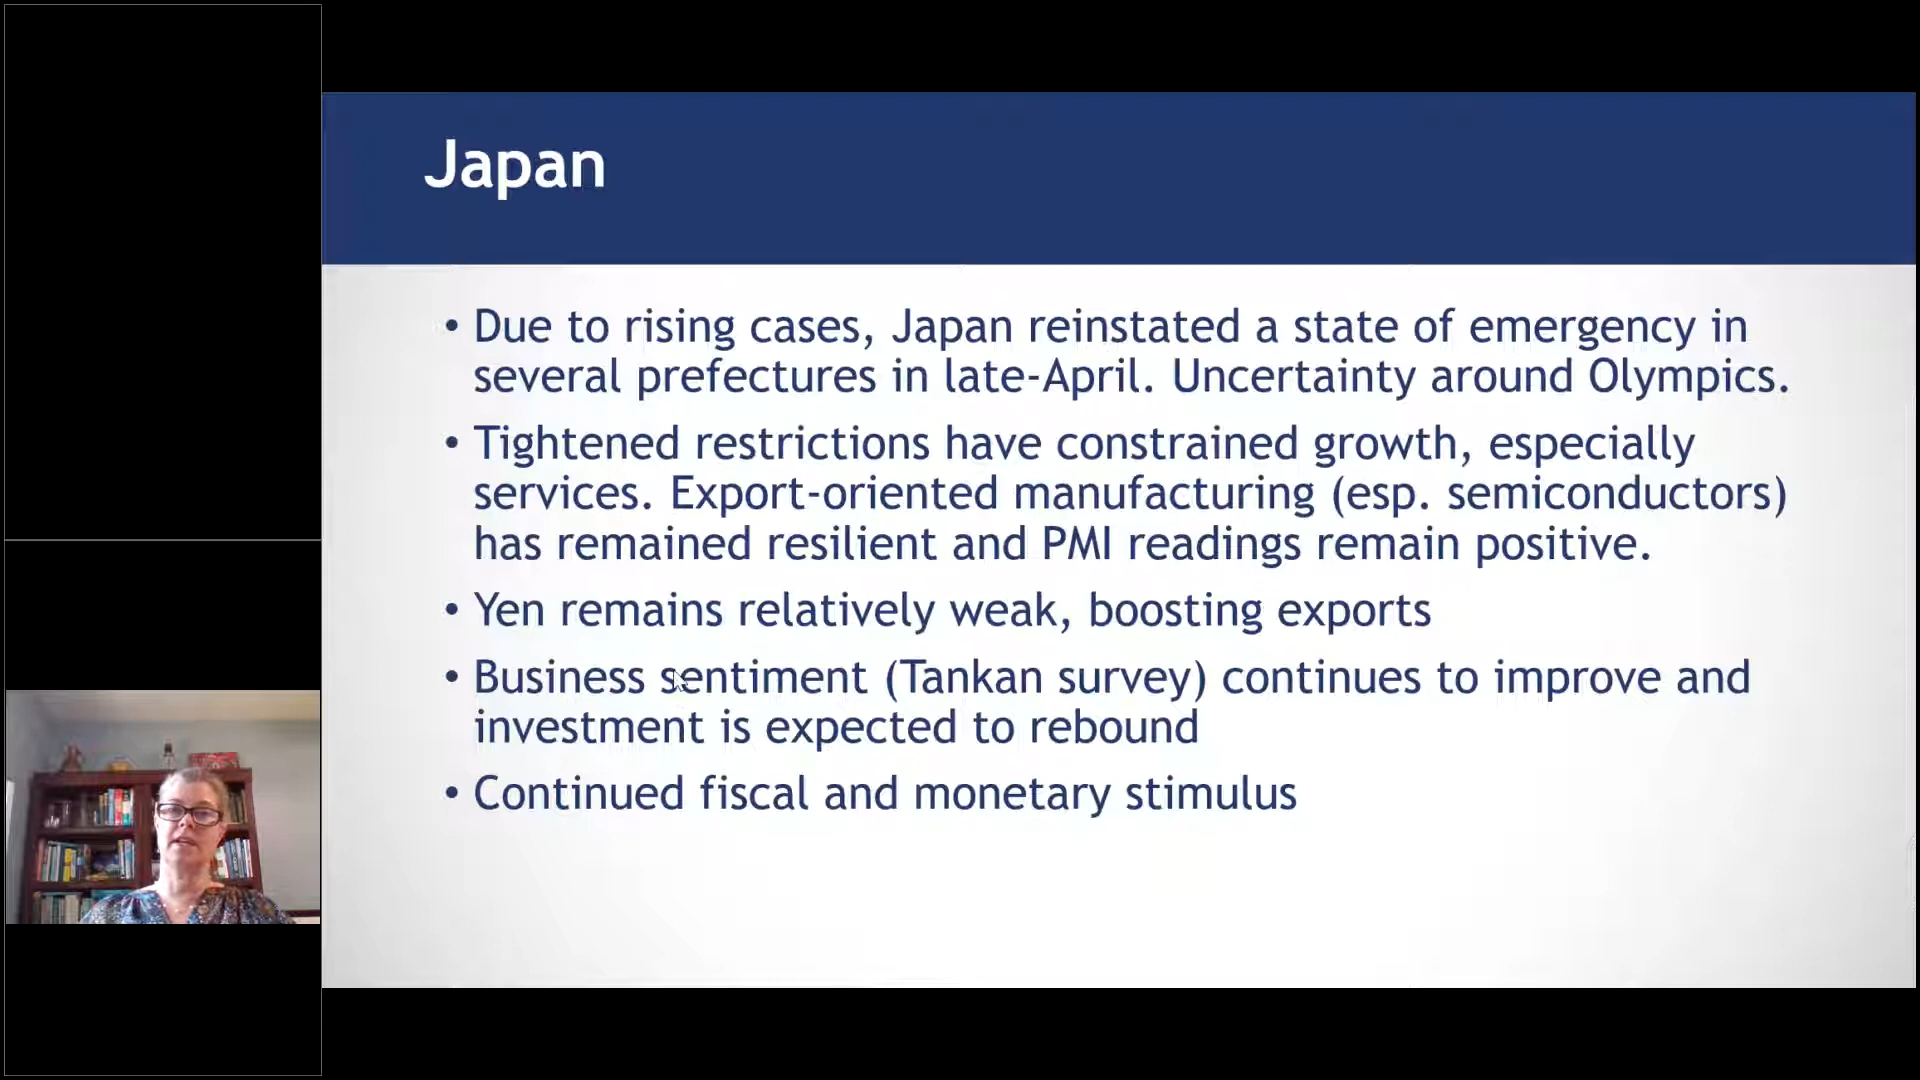 Japan
• Due to rising cases, Japan reinstated a state of emergency in
several prefectures in late-April. Uncertainty around Olympics.
• Tightened restrictions have constrained growth, especially
services. Export-oriented manufacturing (esp. semiconductors)
has remained resilient and PMI readings remain positive.
• Yen remains relatively weak, boosting exports
• Business sentiment (Tankan survey) continues to improve and
investment is expected to rebound
• Continued fiscal and monetary stimulus